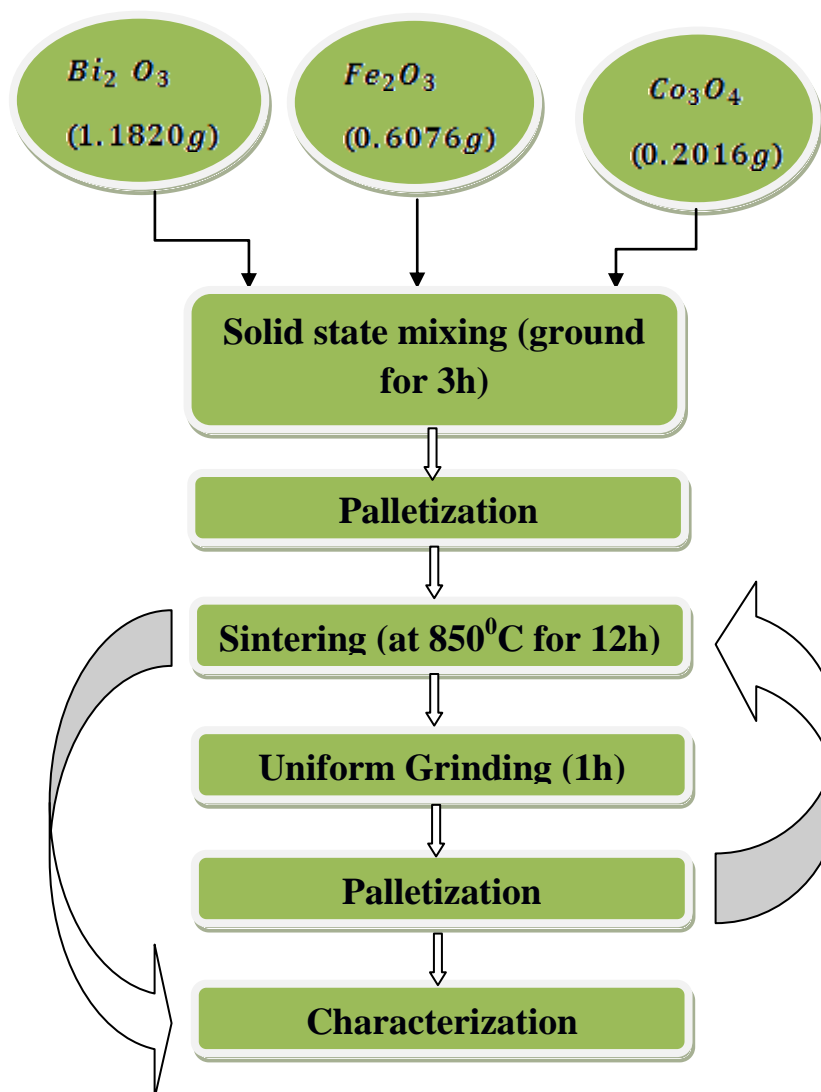 Bi₂ O₃
(1.1820g)
Fe₂O₃
(0.6076g)
Co₃O₄
(0.2016g)
Solid state mixing (ground
for 3h)
Palletization
Sintering (at 850⁰C for 12h)
Uniform Grinding (1h)
Palletization
Characterization